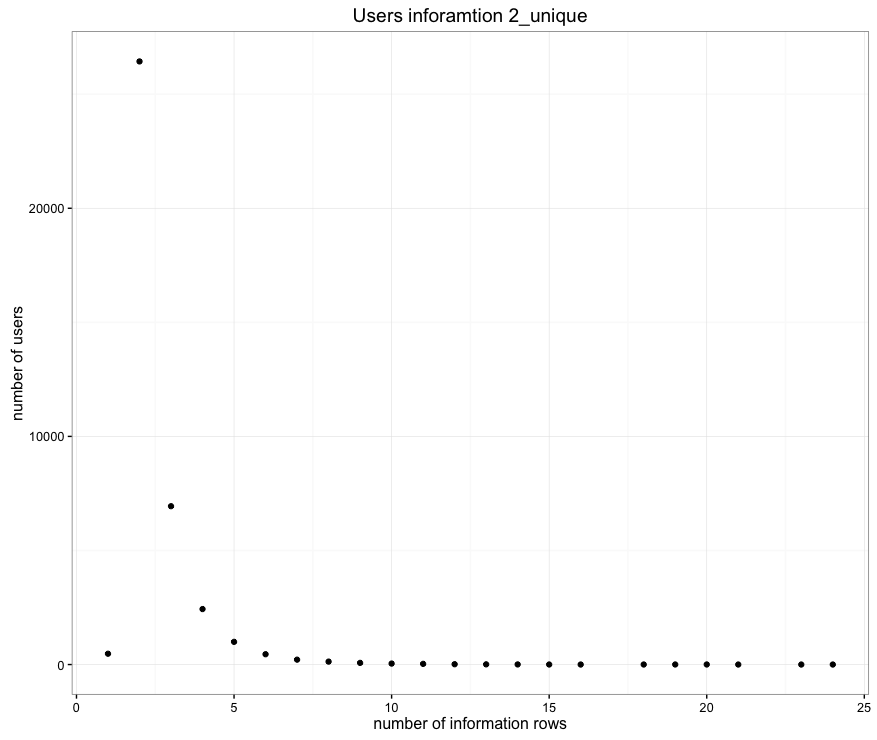 Users inforamtion 2_unique
number of users
20000
10000
0
0 5 10 15 20 25
number of information rows